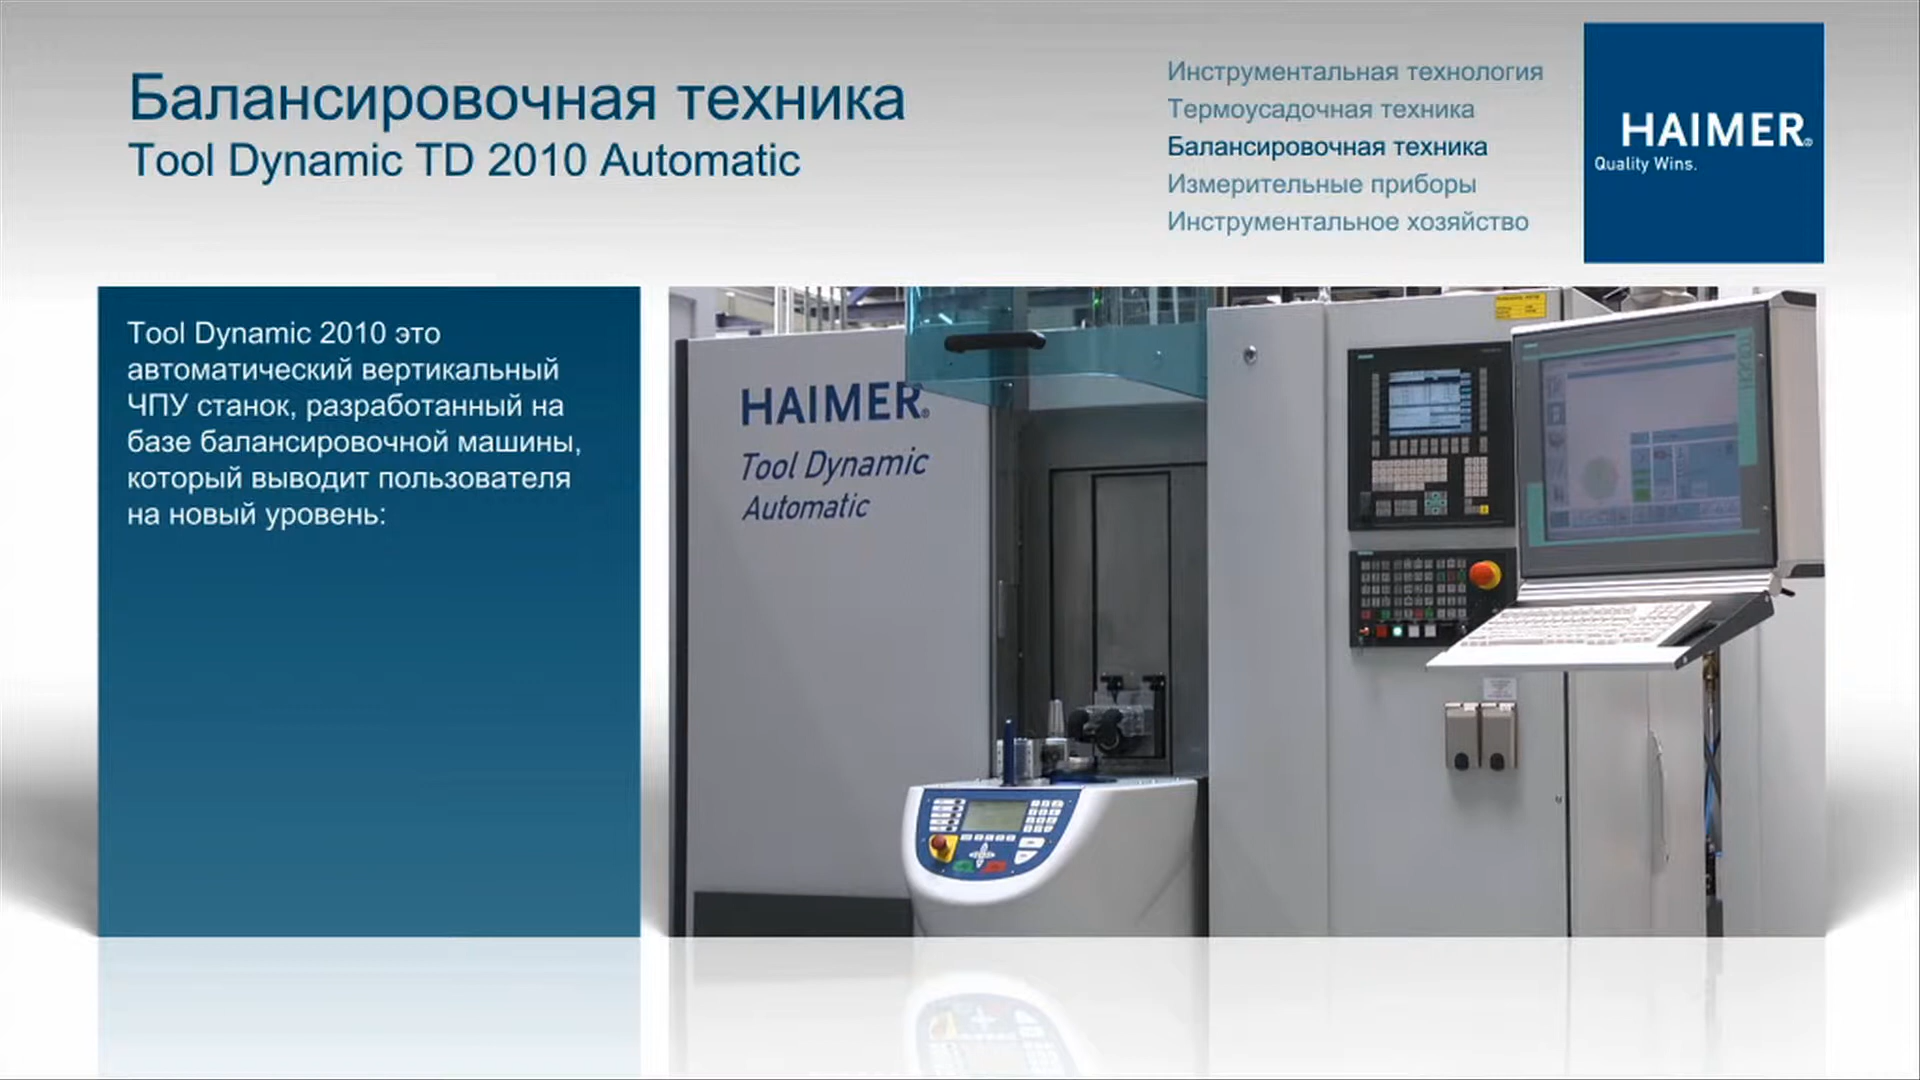 Балансировочная техника
Tool Dynamic TD 2010 Automatic
Инструментальная технология
Термоусадочная техника
Балансировочная техника
Измерительные приборы
Инструментальное хозяйство
HAIMER®
Quality Wins.
Tool Dynamic 2010 это
автоматический вертикальный
ЧПУ станок, разработанный на
базе балансировочной машины,
который выводит пользователя
на новый уровень:
HAIMER®
Tool Dynamic
Automatic